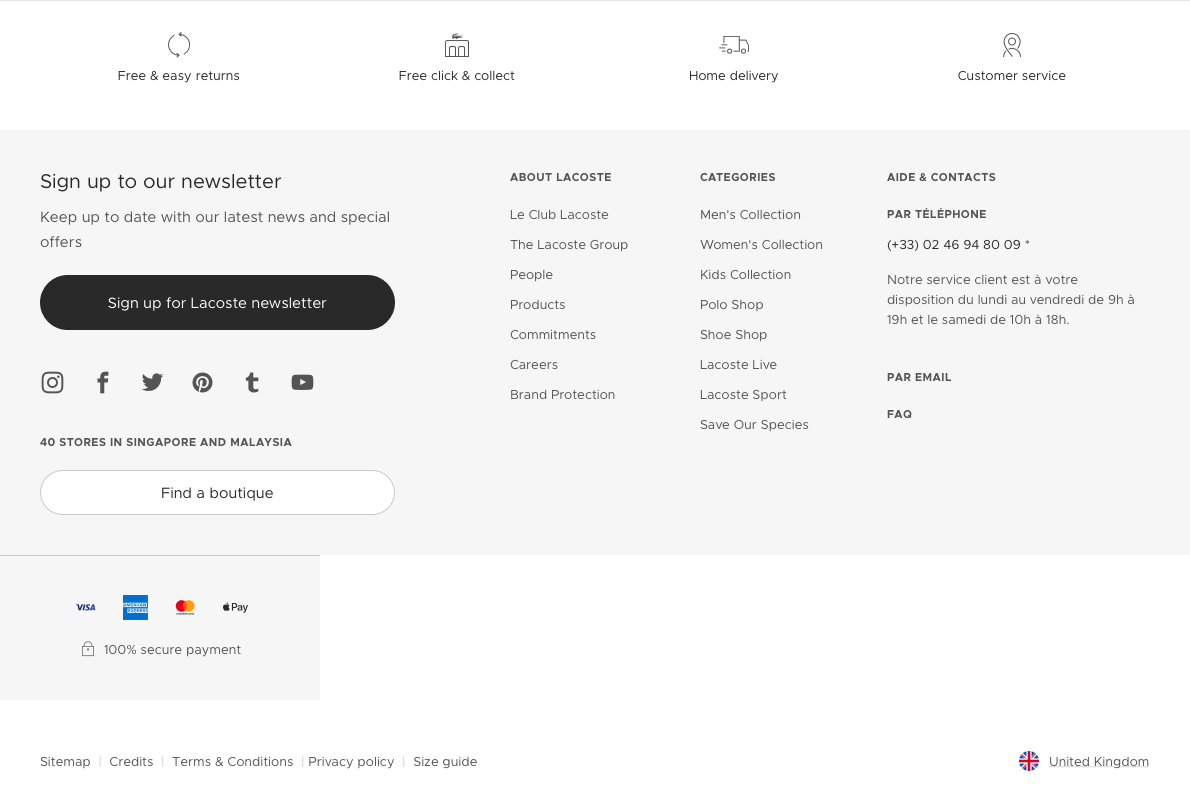 Free & easy returns
Free click & collect
Home delivery
Customer service
Sign up to our newsletter
Keep up to date with our latest news and special
offers
Sign up for Lacoste newsletter
40 STORES IN SINGAPORE AND MALAYSIA
Find a boutique
ABOUT LACOSTE
Le Club Lacoste
The Lacoste Group
People
Products
Commitments
Careers
Brand Protection
CATEGORIES
Men's Collection
Women's Collection
Kids Collection
Polo Shop
Shoe Shop
Lacoste Live
Lacoste Sport
Save Our Species
AIDE & CONTACTS
PAR TÉLÉPHONE
(+33) 02 46 94 80 09 *
Notre service client est à votre
disposition du lundi au vendredi de 9h à
19h et le samedi de 10h à 18h.
PAR EMAIL
FAQ
VISA
AMERICAN EXPRESS
mastercard
Pay
100% secure payment
Sitemap | Credits | Terms & Conditions | Privacy policy | Size guide
United Kingdom